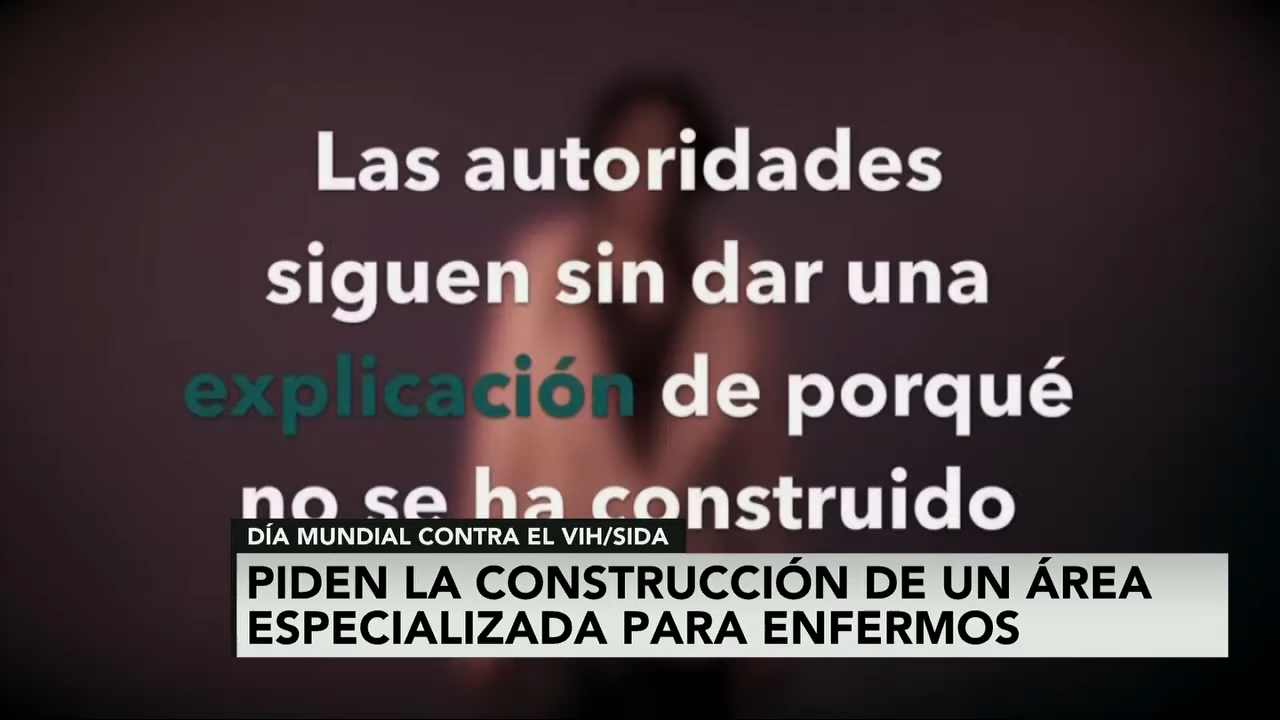 Las autoridades
siguen sin dar una
explicación de porqué
no se ha construido
DÍA MUNDIAL CONTRA EL VIH/SIDA
PIDEN LA CONSTRUCCIÓN DE UN ÁREA
ESPECIALIZADA PARA ENFERMOS